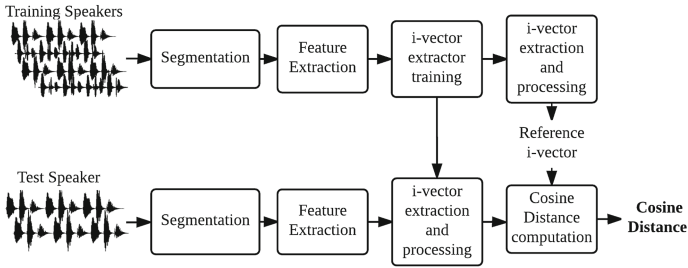 Training Speakers
Segmentation
Feature
Extraction
i-vector
extractor
training
i-vector
extraction
and
processing
Reference
i-vector
Test Speaker
Segmentation
Feature
Extraction
i-vector
extraction
and
processing
Cosine
Distance
computation
Cosine
Distance